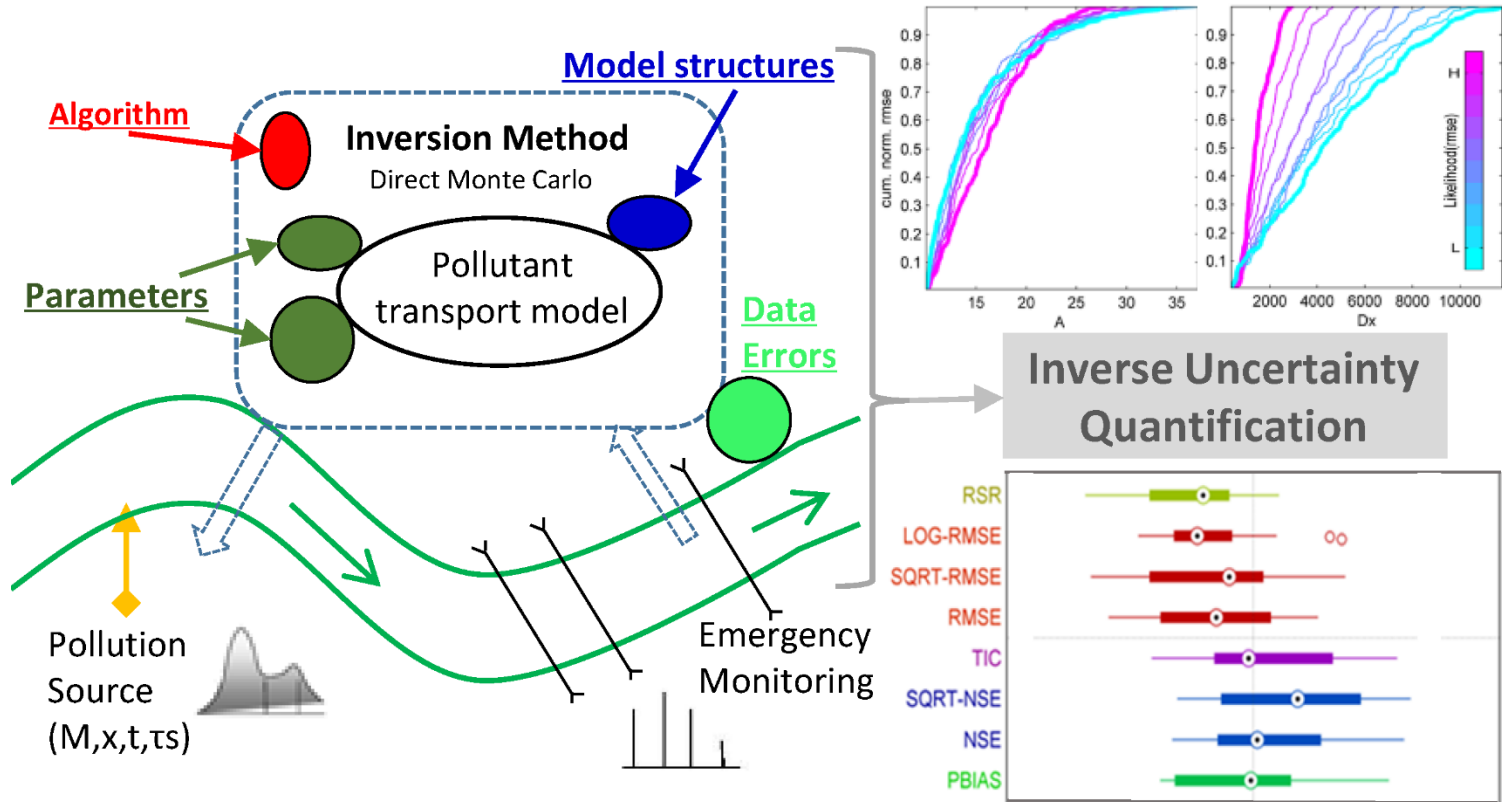 Algorithm
Model structures
Inversion Method
Direct Monte Carlo
Parameters
Pollutant
transport model
Data
Errors
Pollution
Source
(M,x,t,τs)
Emergency
Monitoring
cum. norm. rmse
0.9
0.8
0.7
0.6
0.5
0.4
0.3
0.2
0.1
15
20
25
30
35
A
0.9
0.8
0.7
0.6
0.5
0.4
0.3
0.2
0.1
2000
4000
6000
8000
10000
Dx
H
Likelihood(rmse)
L
Inverse Uncertainty
Quantification
RSR
LOG-RMSE
SQRT-RMSE
RMSE
TIC
SQRT-NSE
NSE
PBIAS